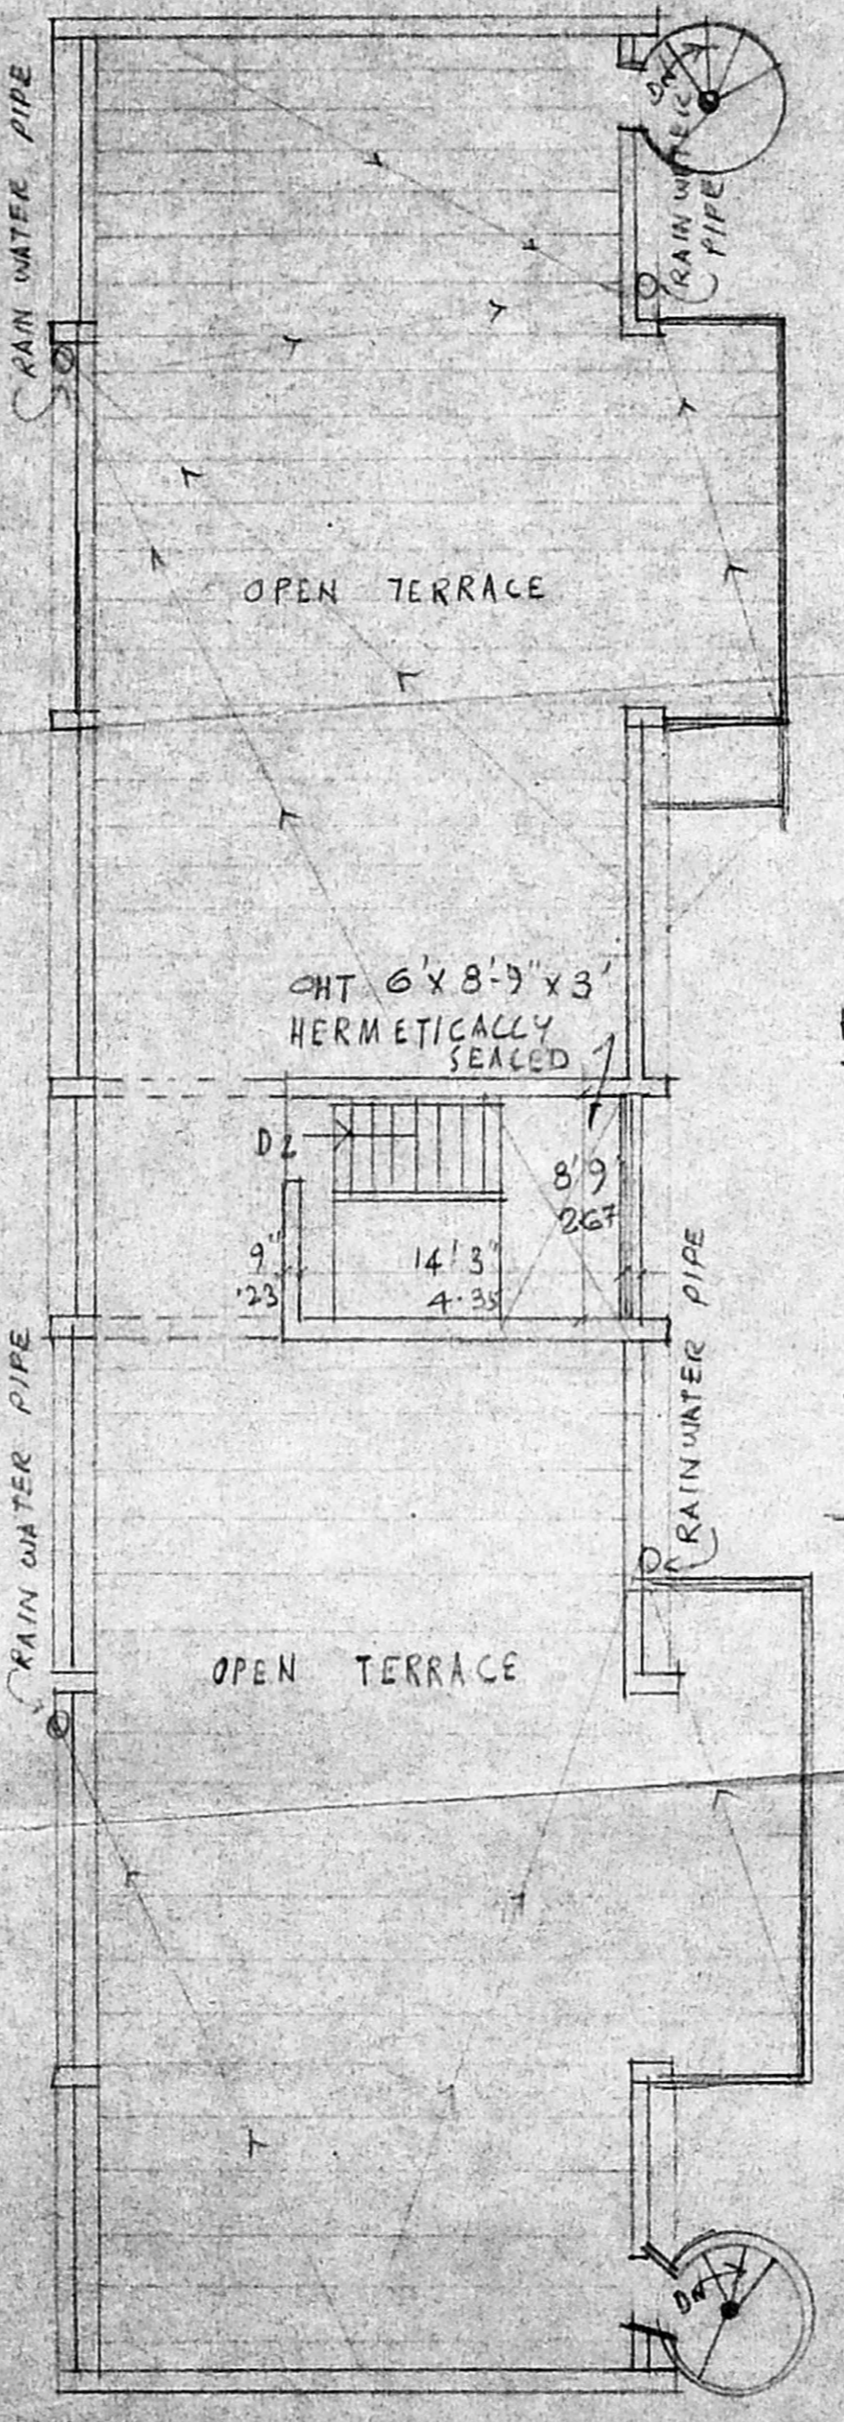 RAIN WATER PIPE
DN
RAIN WATER
PIPE
OPEN TERRACE
OHT 6' X 8'-9" X 3'
HERMETICALLY
SEALED
D2
8' 9'
2.67
9"
.23
14' 3"
4.35
RAIN WATER PIPE
RAIN WATER PIPE
OPEN TERRACE
DN